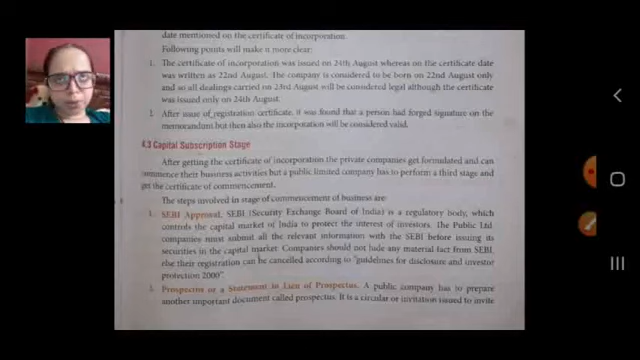 date mentioned on the certificate of incorporation.
Following points will make it more clear:
1. The certificate of incorporation was issued on 24th August whereas on the certificate date
was written as 22nd August. The company is considered to be born on 22nd August only
and so all dealings carried on 23rd August will be considered legal although the certificate
was issued only on 24th August.
2. After issue of registration certificate, it was found that a person had forged signature on the
memorandum but then also the incorporation will be considered valid.
4.3 Capital Subscription Stage
After getting the certificate of incorporation the private companies get formulated and can
commence their business activities but a public limited company has to perform a third stage and
get the certificate of commencement.
The steps involved in stage of commencement of business are:
1. SEBI Approval. SEBI (Security Exchange Board of India) is a regulatory body, which
controls the capital market of India to protect the interest of investors. The Public Ltd.
companies must submit all the relevant information with the SEBI before issuing its
securities in the capital market. Companies should not hide any material fact from SEBI,
else their registration can be cancelled according to "guidelines for disclosure and investor
protection 2000".
2. Prospectus or a Statement in Lieu of Prospectus. A public company has to prepare
another important document called prospectus. It is a circular or invitation issued to invite